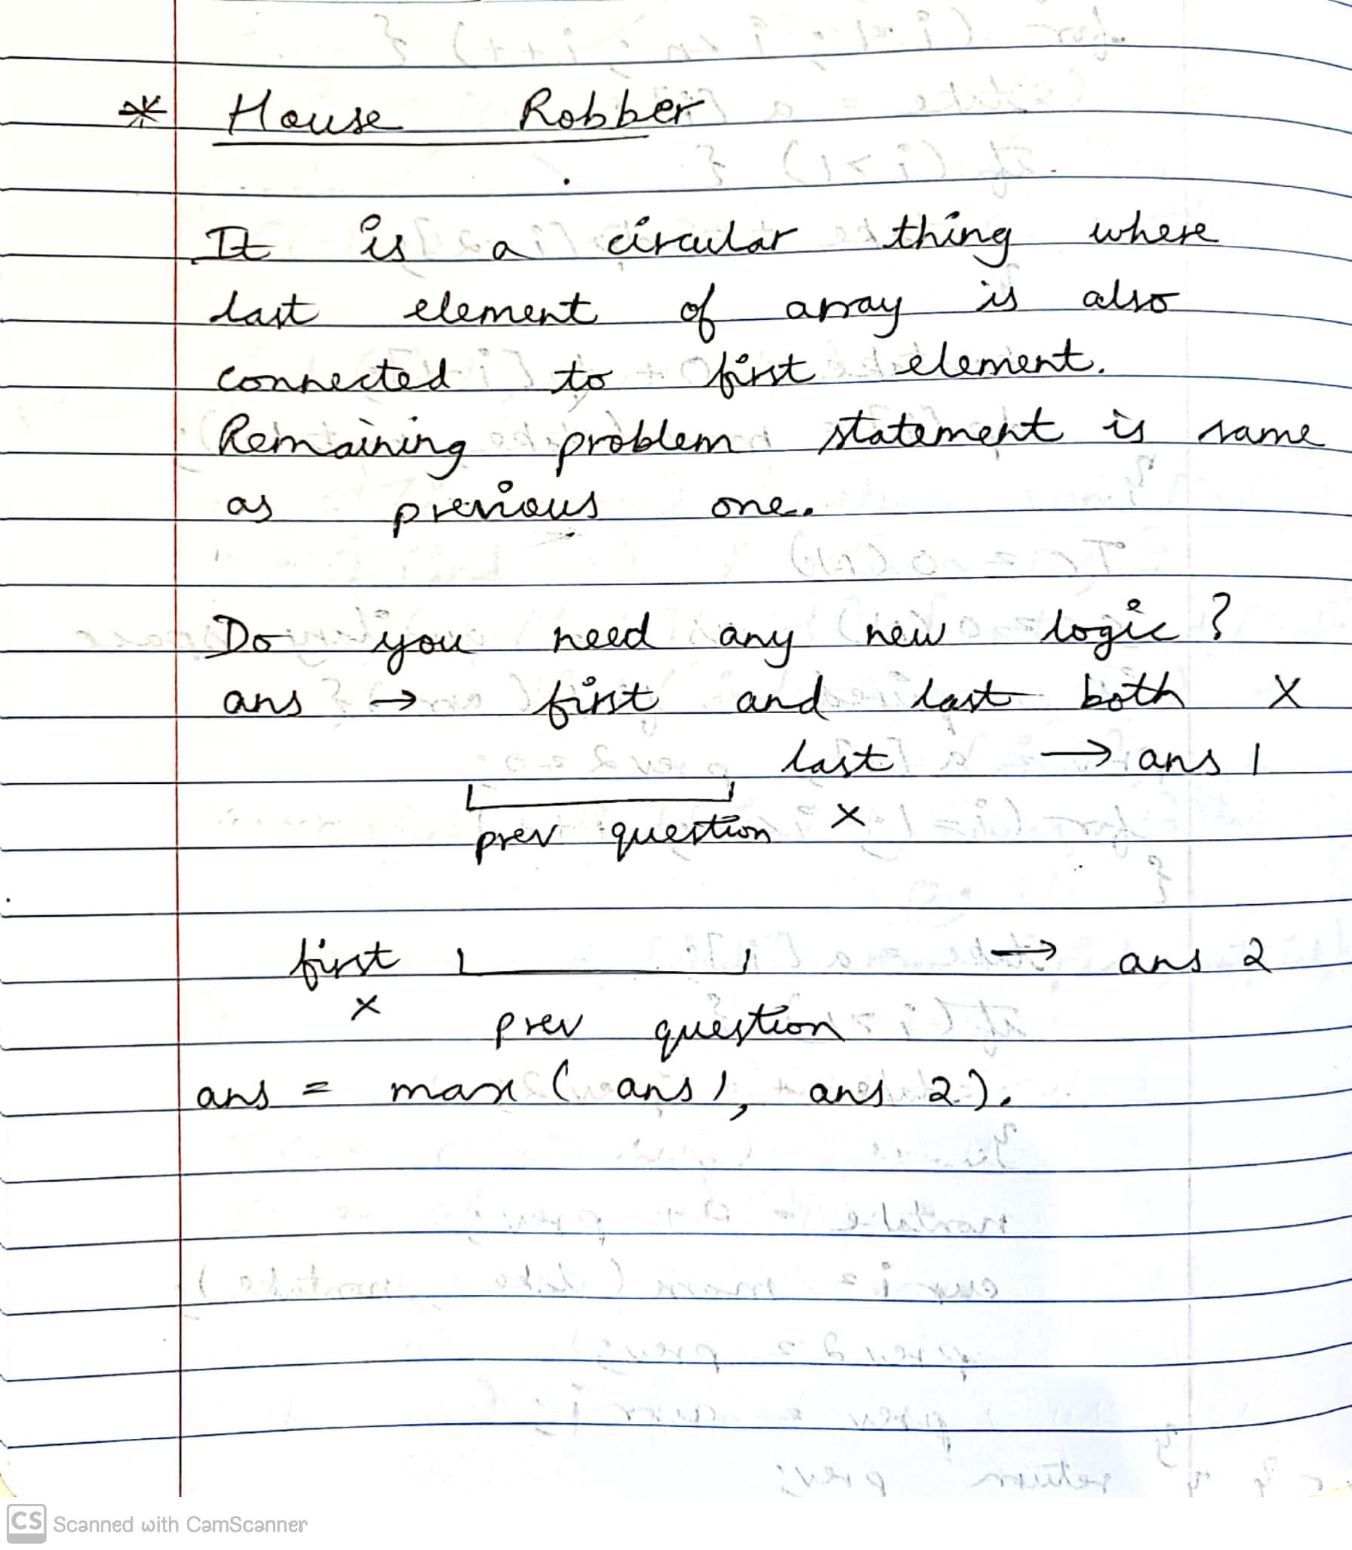 * House Robber
It is a circular thing where
last element of array is also
connected to first element.
Remaining problem statement is same
as previous one.
Do you need any new logic?
ans → first and last both X
last → ans 1
prev question X
first → ans 2
X
prev question
ans = max (ans 1, ans 2).
CS Scanned with CamScanner